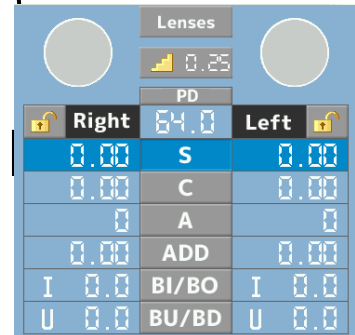 Lenses
0.25
PD
Right 64.0 Left
0.00 S 0.00
0.00 C 0.00
0 A 0
0.00 ADD 0.00
I 0.0 BI/BO I 0.0
U 0.0 BU/BD U 0.0